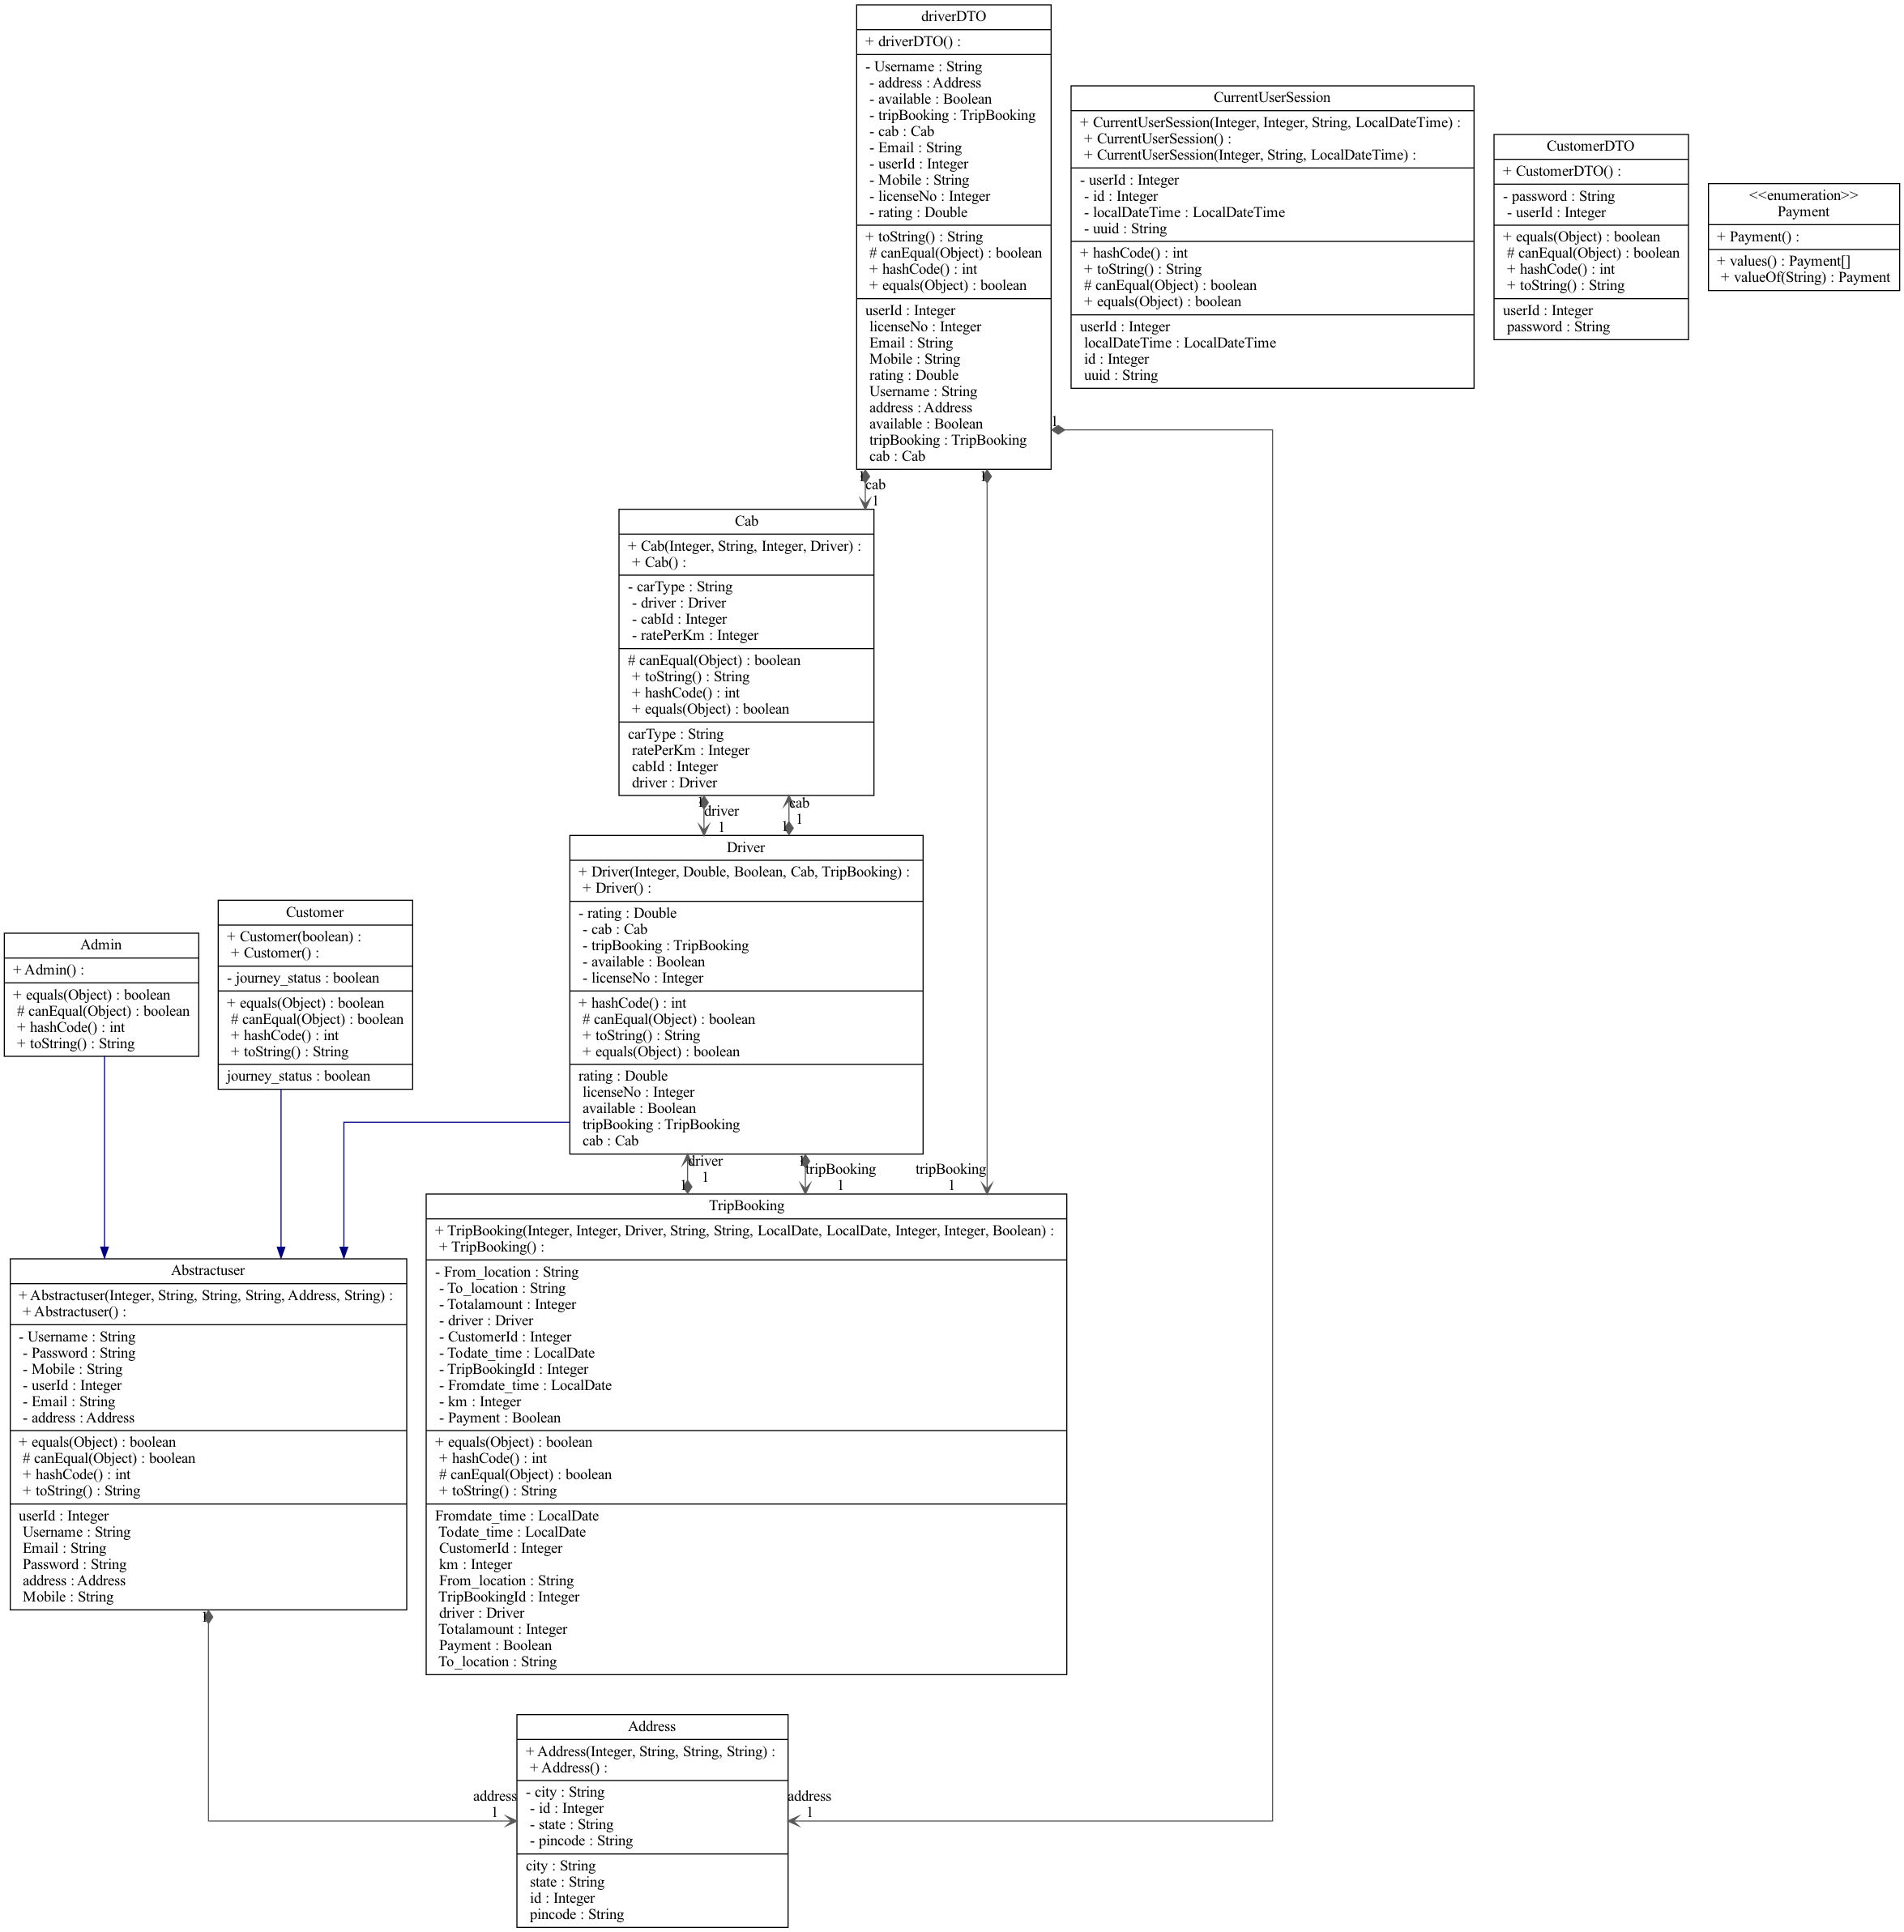 driverDTO
+ driverDTO() :
- Username : String
- address : Address
- available : Boolean
- tripBooking : TripBooking
- cab : Cab
- Email : String
- userId : Integer
- Mobile : String
- licenseNo : Integer
- rating : Double
+ toString() : String
# canEqual(Object) : boolean
+ hashCode() : int
+ equals(Object) : boolean
userId : Integer
licenseNo : Integer
Email : String
Mobile : String
rating : Double
Username : String
address : Address
available : Boolean
tripBooking : TripBooking
cab : Cab
CurrentUserSession
+ CurrentUserSession(Integer, Integer, String, LocalDateTime) :
+ CurrentUserSession() :
+ CurrentUserSession(Integer, String, LocalDateTime) :
- userId : Integer
- id : Integer
- localDateTime : LocalDateTime
- uuid : String
+ hashCode() : int
+ toString() : String
# canEqual(Object) : boolean
+ equals(Object) : boolean
userId : Integer
localDateTime : LocalDateTime
id : Integer
uuid : String
CustomerDTO
+ CustomerDTO() :
- password : String
- userId : Integer
+ equals(Object) : boolean
# canEqual(Object) : boolean
+ hashCode() : int
+ toString() : String
userId : Integer
password : String
<<enumeration>>
Payment
+ Payment() :
+ values() : Payment[]
+ valueOf(String) : Payment
1
1
1
cab
1
Cab
+ Cab(Integer, String, Integer, Driver) :
+ Cab() :
- carType : String
- driver : Driver
- cabId : Integer
- ratePerKm : Integer
# canEqual(Object) : boolean
+ toString() : String
+ hashCode() : int
+ equals(Object) : boolean
carType : String
ratePerKm : Integer
cabId : Integer
driver : Driver
1
driver
1
cab
1
1
Driver
+ Driver(Integer, Double, Boolean, Cab, TripBooking) :
+ Driver() :
- rating : Double
- cab : Cab
- tripBooking : TripBooking
- available : Boolean
- licenseNo : Integer
+ hashCode() : int
# canEqual(Object) : boolean
+ toString() : String
+ equals(Object) : boolean
rating : Double
licenseNo : Integer
available : Boolean
tripBooking : TripBooking
cab : Cab
Admin
+ Admin() :
+ equals(Object) : boolean
# canEqual(Object) : boolean
+ hashCode() : int
+ toString() : String
Customer
+ Customer(boolean) :
+ Customer() :
- journey_status : boolean
+ equals(Object) : boolean
# canEqual(Object) : boolean
+ hashCode() : int
+ toString() : String
journey_status : boolean
driver
1
1
1
tripBooking
1
tripBooking
1
TripBooking
+ TripBooking(Integer, Integer, Driver, String, String, LocalDate, LocalDate, Integer, Integer, Boolean) :
+ TripBooking() :
- From_location : String
- To_location : String
- Totalamount : Integer
- driver : Driver
- CustomerId : Integer
- Todate_time : LocalDate
- TripBookingId : Integer
- Fromdate_time : LocalDate
- km : Integer
- Payment : Boolean
+ equals(Object) : boolean
+ hashCode() : int
# canEqual(Object) : boolean
+ toString() : String
Fromdate_time : LocalDate
Todate_time : LocalDate
CustomerId : Integer
km : Integer
From_location : String
TripBookingId : Integer
driver : Driver
Totalamount : Integer
Payment : Boolean
To_location : String
Abstractuser
+ Abstractuser(Integer, String, String, String, Address, String) :
+ Abstractuser() :
- Username : String
- Password : String
- Mobile : String
- userId : Integer
- Email : String
- address : Address
+ equals(Object) : boolean
# canEqual(Object) : boolean
+ hashCode() : int
+ toString() : String
userId : Integer
Username : String
Email : String
Password : String
address : Address
Mobile : String
1
address
1
address
1
Address
+ Address(Integer, String, String, String) :
+ Address() :
- city : String
- id : Integer
- state : String
- pincode : String
city : String
state : String
id : Integer
pincode : String